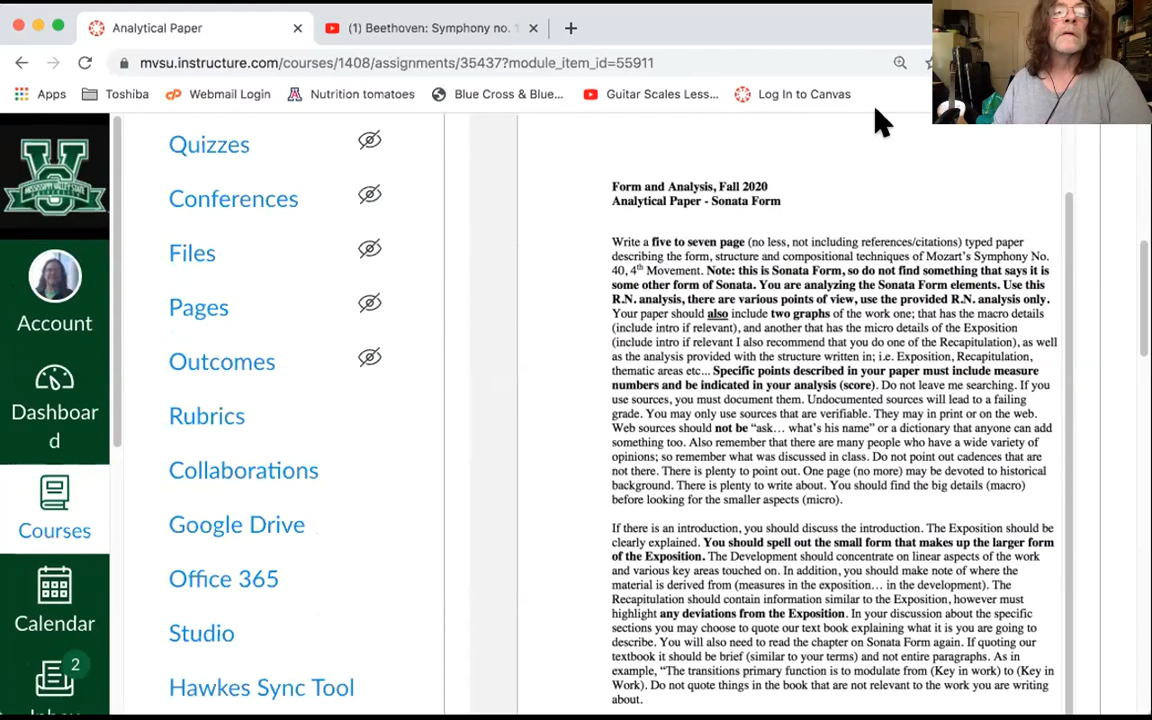 Analytical Paper
(1) Beethoven: Symphony no. 1
mvsu.instructure.com/courses/1408/assignments/35437?module_item_id=55911
Apps
Toshiba
Webmail Login
Nutrition tomatoes
Blue Cross & Blue...
Guitar Scales Less...
Log In to Canvas
Account
Dashboar
d
Courses
Calendar
2
Quizzes
Conferences
Files
Pages
Outcomes
Rubrics
Collaborations
Google Drive
Office 365
Studio
Hawkes Sync Tool
Form and Analysis, Fall 2020
Analytical Paper - Sonata Form
Write a five to seven page (no less, not including references/citations) typed paper
describing the form, structure and compositional techniques of Mozart's Symphony No.
40, 4th Movement. Note: this is Sonata Form, so do not find something that says it is
some other form of Sonata. You are analyzing the Sonata Form elements. Use this
R.N. analysis, there are various points of view, use the provided R.N. analysis only.
Your paper should also include two graphs of the work one; that has the macro details
(include intro if relevant), and another that has the micro details of the Exposition
(include intro if relevant I also recommend that you do one of the Recapitulation), as well
as the analysis provided with the structure written in; i.e. Exposition, Recapitulation,
thematic areas etc... Specific points described in your paper must include measure
numbers and be indicated in your analysis (score). Do not leave me searching. If you
use sources, you must document them. Undocumented sources will lead to a failing
grade. You may only use sources that are verifiable. They may in print or on the web.
Web sources should not be "ask... what's his name" or a dictionary that anyone can add
something too. Also remember that there are many people who have a wide variety of
opinions; so remember what was discussed in class. Do not point out cadences that are
not there. There is plenty to point out. One page (no more) may be devoted to historical
background. There is plenty to write about. You should find the big details (macro)
before looking for the smaller aspects (micro).
If there is an introduction, you should discuss the introduction. The Exposition should be
clearly explained. You should spell out the small form that makes up the larger form
of the Exposition. The Development should concentrate on linear aspects of the work
and various key areas touched on. In addition, you should make note of where the
material is derived from (measures in the exposition... in the development). The
Recapitulation should contain information similar to the Exposition, however must
highlight any deviations from the Exposition. In your discussion about the specific
sections you may choose to quote our text book explaining what it is you are going to
describe. You will also need to read the chapter on Sonata Form again. If quoting our
textbook it should be brief (similar to your terms) and not entire paragraphs. As in
example, "The transitions primary function is to modulate from (Key in work) to (Key in
Work). Do not quote things in the book that are not relevant to the work you are writing
about.